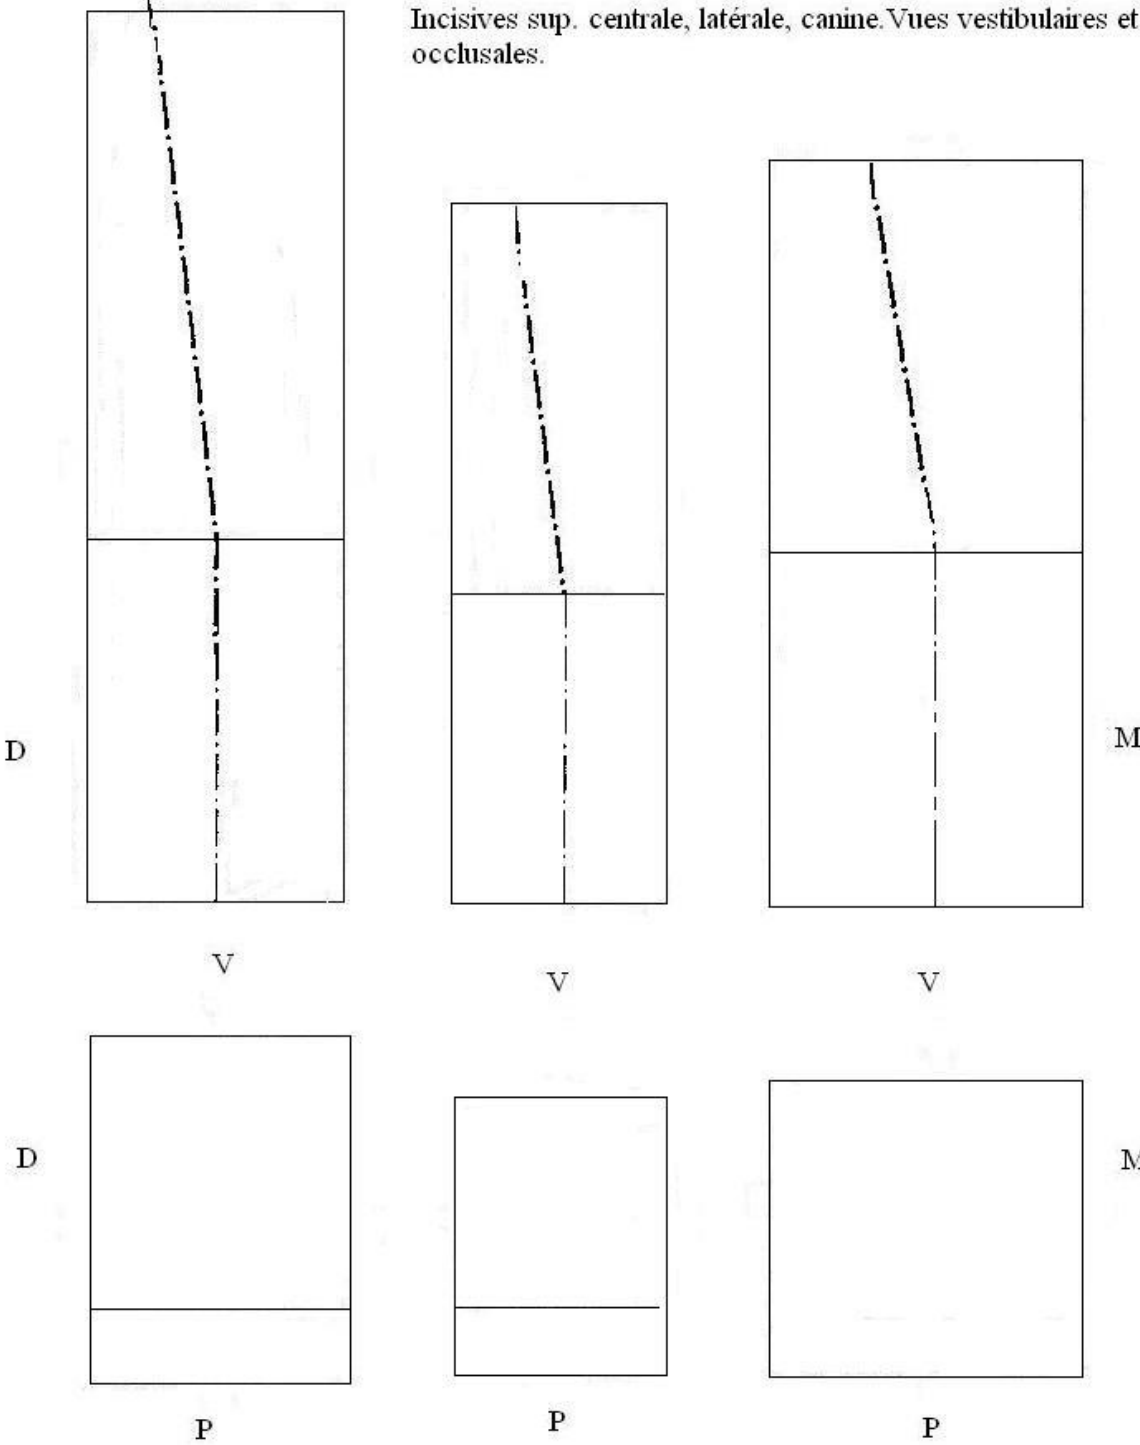 Incisives sup. centrale, latérale, canine.Vues vestibulaires et
occlusales.
D
M
V
V
V
D
M
P
P
P